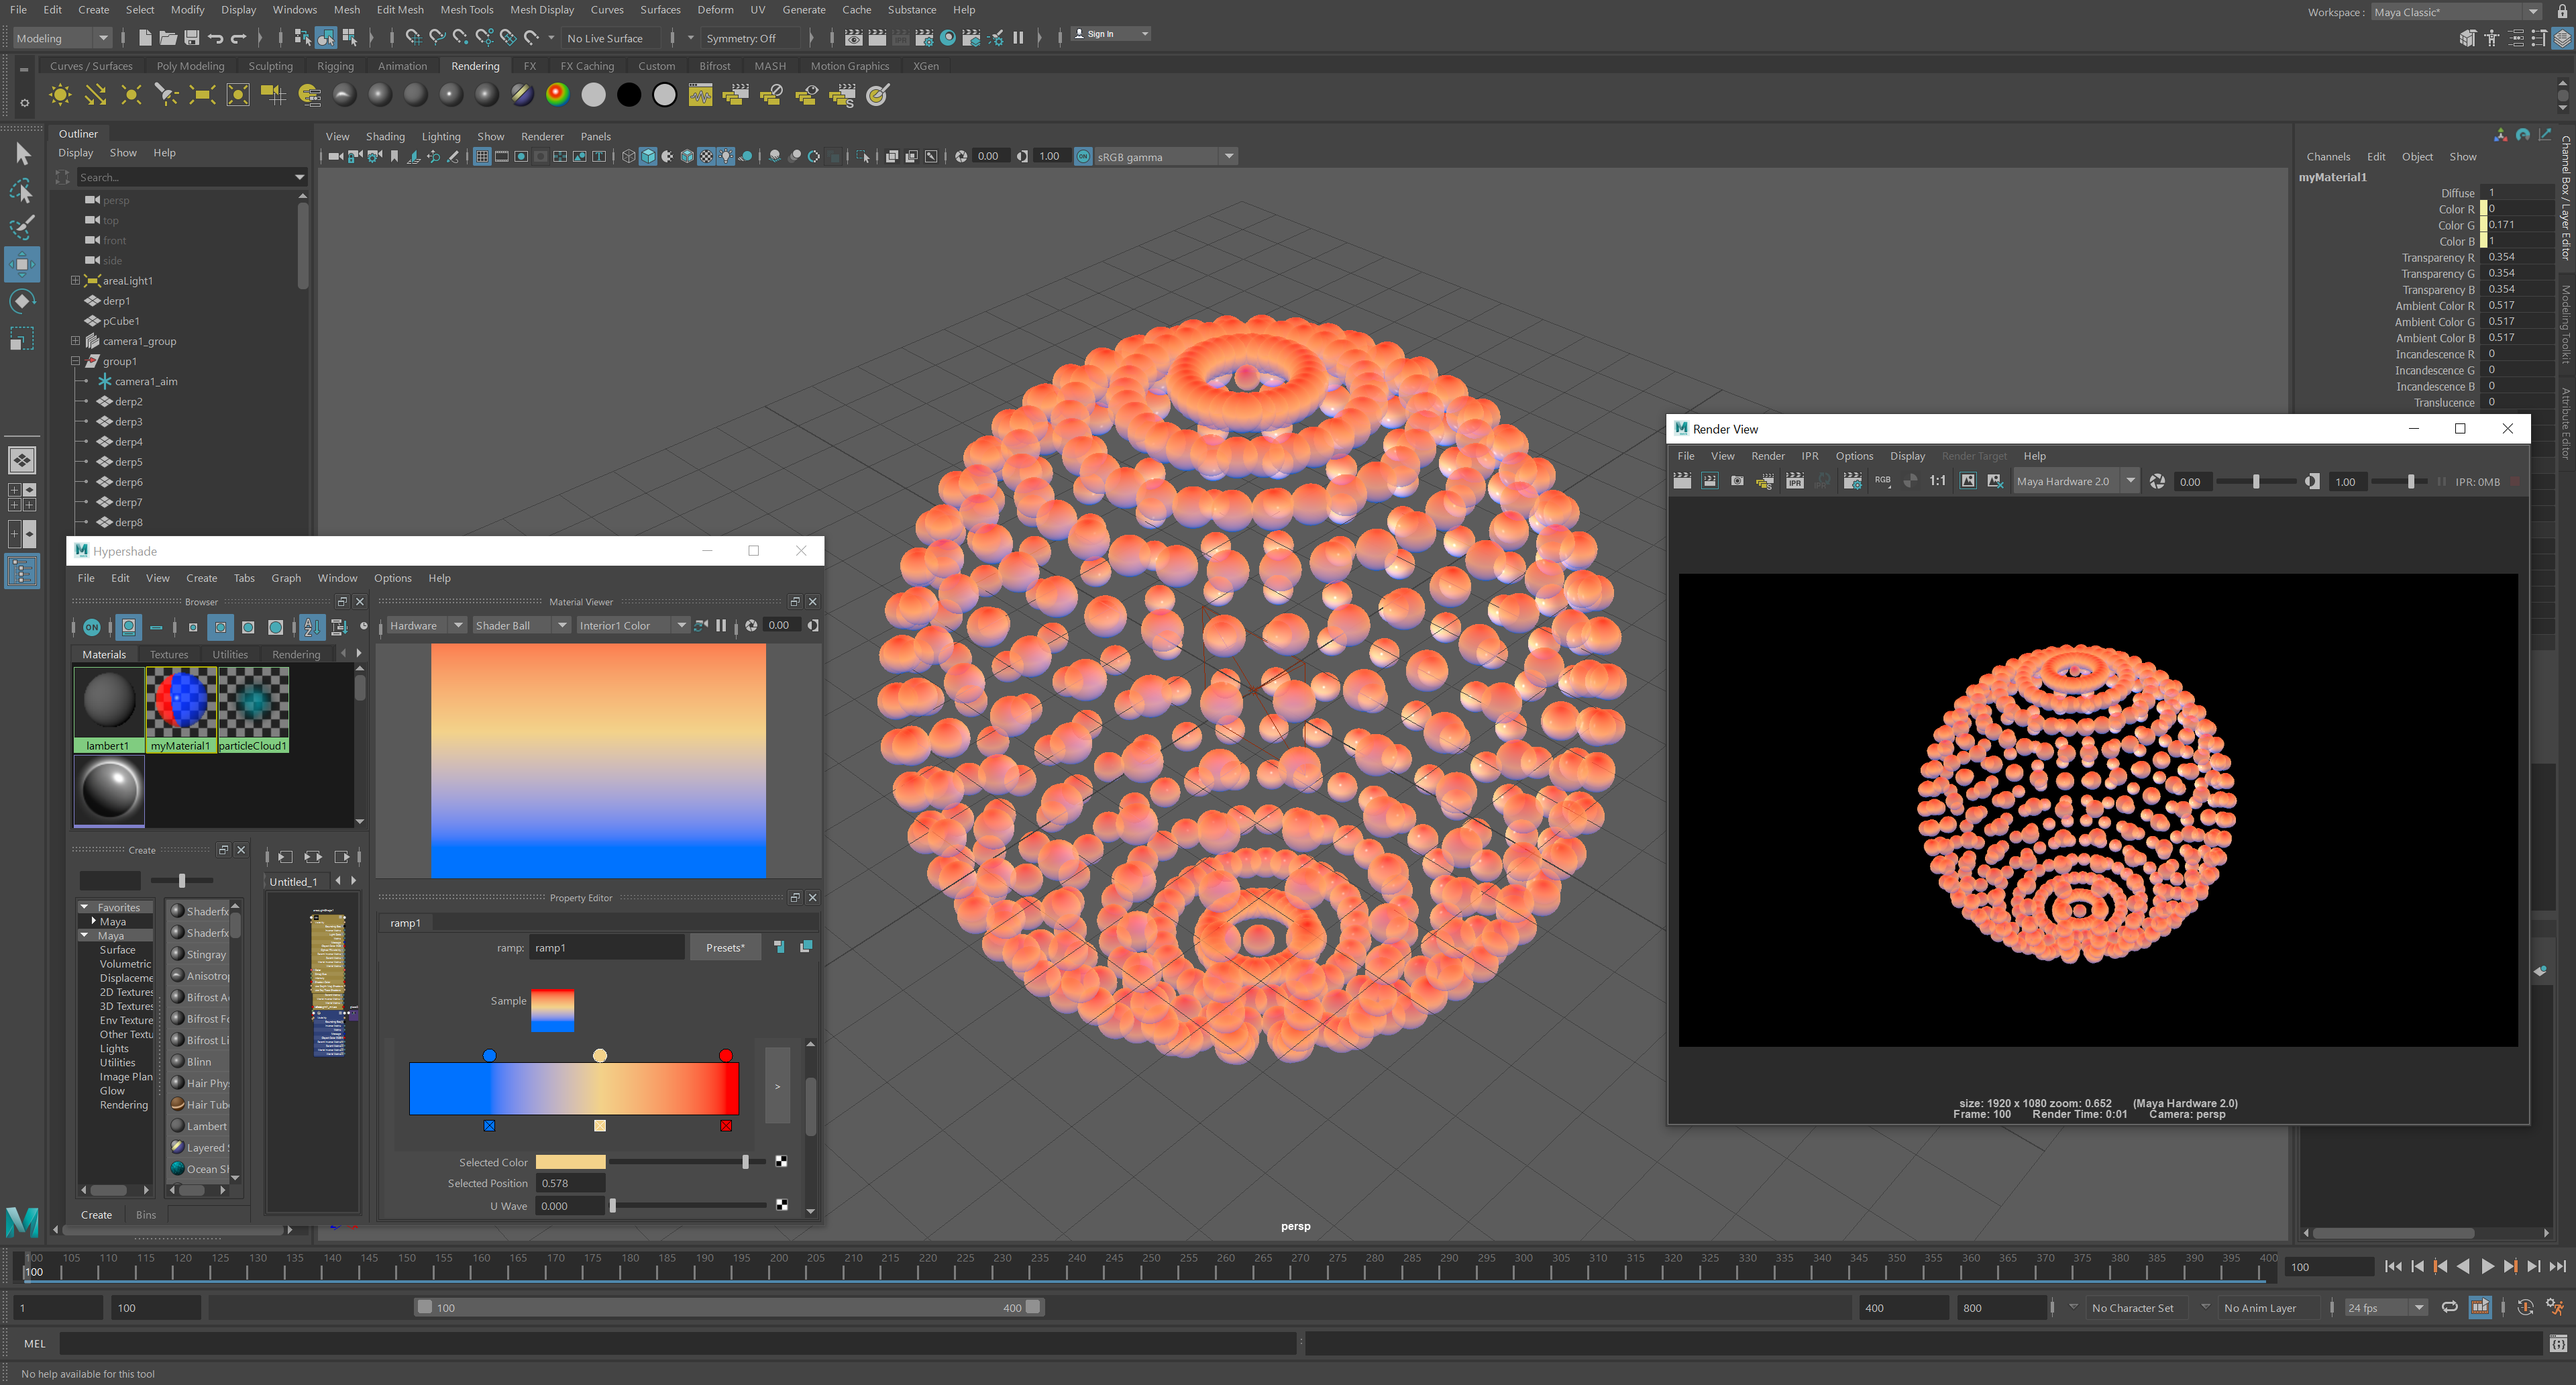 File Edit Create Select Modify Display Windows Mesh Edit Mesh Mesh Tools Mesh Display Curves Surfaces Deform UV Generate Cache Substance Help
Workspace : Maya Classic*
Modeling No Live Surface Symmetry: Off Sign In
Curves / Surfaces Poly Modeling Sculpting Rigging Animation Rendering FX FX Caching Custom Bifrost MASH Motion Graphics XGen
Outliner
Display Show Help
Search...
persp
top
front
side
areaLight1
derp1
pCube1
camera1_group
group1
camera1_aim
derp2
derp3
derp4
derp5
derp6
derp7
derp8
View Shading Lighting Show Renderer Panels
0.00 1.00 ON sRGB gamma
persp
Channels Edit Object Show
myMaterial1
Diffuse 1
Color R 0
Color G 0.171
Color B 1
Transparency R 0.354
Transparency G 0.354
Transparency B 0.354
Ambient Color R 0.517
Ambient Color G 0.517
Ambient Color B 0.517
Incandescence R 0
Incandescence G 0
Incandescence B 0
Translucence 0
Channel Box / Layer Editor
Modeling Toolkit
Attribute Editor
Render View
File View Render IPR Options Display Render Target Help
IPR RGB 1:1 Maya Hardware 2.0 0.00 1.00 IPR: 0MB
size: 1920 x 1080 zoom: 0.652 (Maya Hardware 2.0)
Frame: 100 Render Time: 0:01 Camera: persp
Hypershade
File Edit View Create Tabs Graph Window Options Help
Browser
ON
Materials Textures Utilities Rendering
lambert1 myMaterial1 particleCloud1
Material Viewer
Hardware Shader Ball Interior1 Color 0.00
Create
Favorites
Maya
Maya
Surface
Volumetric
Displaceme
2D Textures
3D Textures
Env Texture
Other Textu
Lights
Utilities
Image Plan
Glow
Rendering
Shaderfx
Shaderfx
Stingray
Anisotrop
Bifrost A
Bifrost Fo
Bifrost Li
Blinn
Hair Phy
Hair Tub
Lambert
Layered S
Ocean Sh
Create Bins
Untitled_1
Property Editor
ramp1
ramp: ramp1 Presets*
Sample
>
Selected Color
Selected Position 0.578
U Wave 0.000
100 105 110 115 120 125 130 135 140 145 150 155 160 165 170 175 180 185 190 195 200 205 210 215 220 225 230 235 240 245 250 255 260 265 270 275 280 285 290 295 300 305 310 315 320 325 330 335 340 345 350 355 360 365 370 375 380 385 390 395 400
100 100
1 100 100 400 400 800 No Character Set No Anim Layer 24 fps
MEL
No help available for this tool